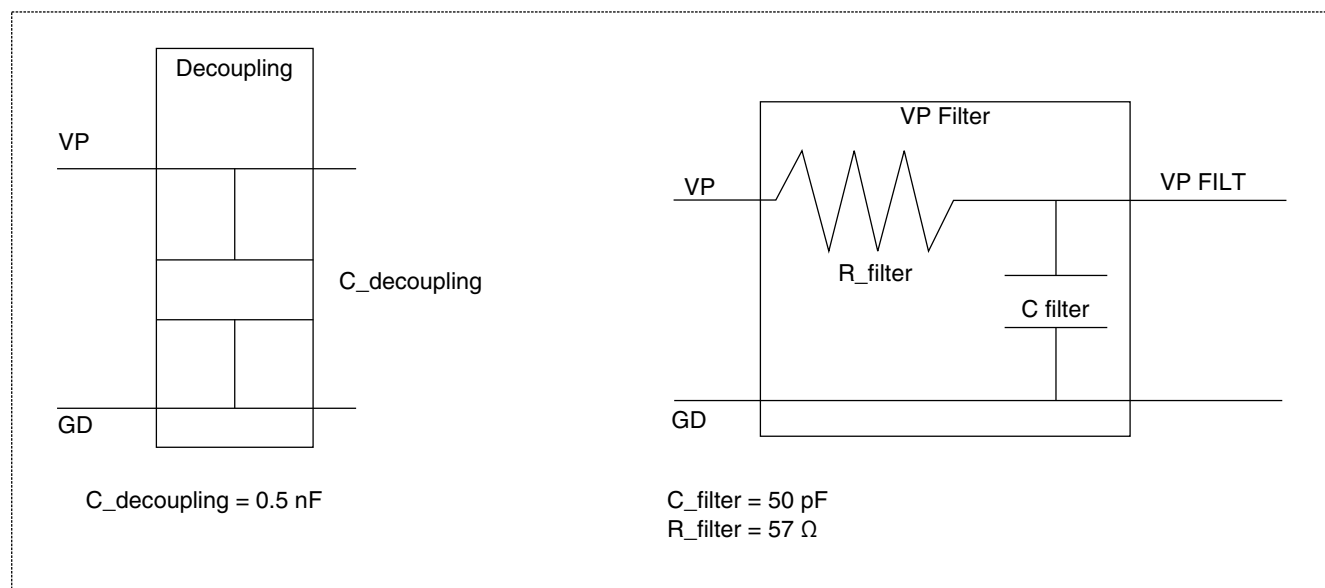 Decoupling
VP
C_decoupling
GD
C_decoupling = 0.5 nF
VP Filter
VP
VP FILT
R_filter
C filter
GD
C_filter = 50 pF
R_filter = 57 Ω